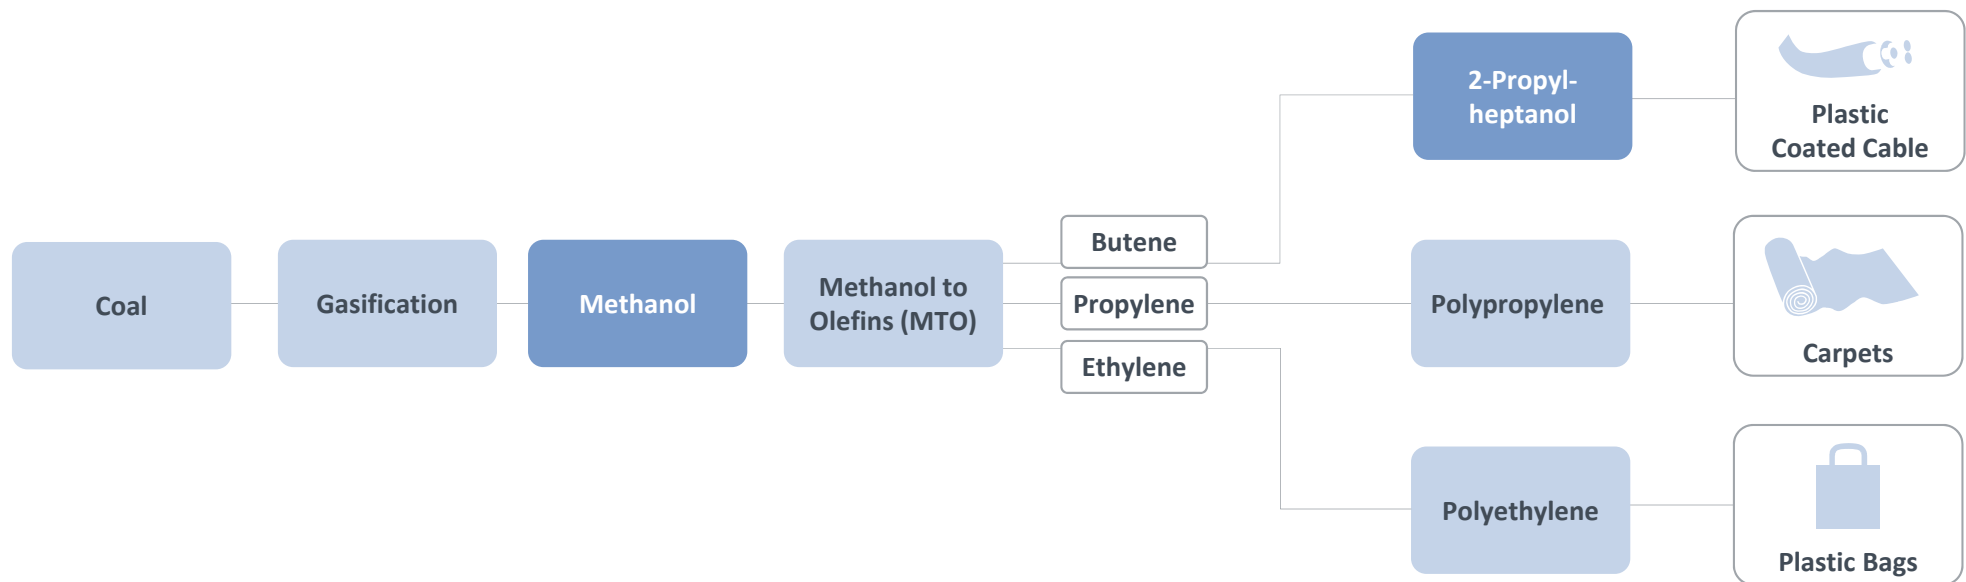 Coal
Gasification
Methanol
Methanol to
Olefins (MTO)
Butene
Propylene
Ethylene
2-Propyl-
heptanol
Plastic
Coated Cable
Polypropylene
Carpets
Polyethylene
Plastic Bags